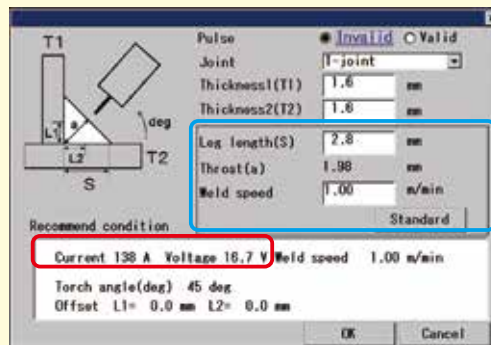 T1
Pulse Invalid Valid
Joint T-joint
Thickness1(T1) 1.6 mm
Thickness2(T2) 1.6 mm
deg
L1
a
L2
T2
S
Leg length(S) 2.8 mm
Throat(a) 1.98 mm
Weld speed 1.00 m/min
Standard
Recommend condition
Current 138 A Voltage 16.7 V Weld speed 1.00 m/min
Torch angle(deg) 45 deg
Offset L1= 0.0 mm L2= 0.0 mm
OK Cancel